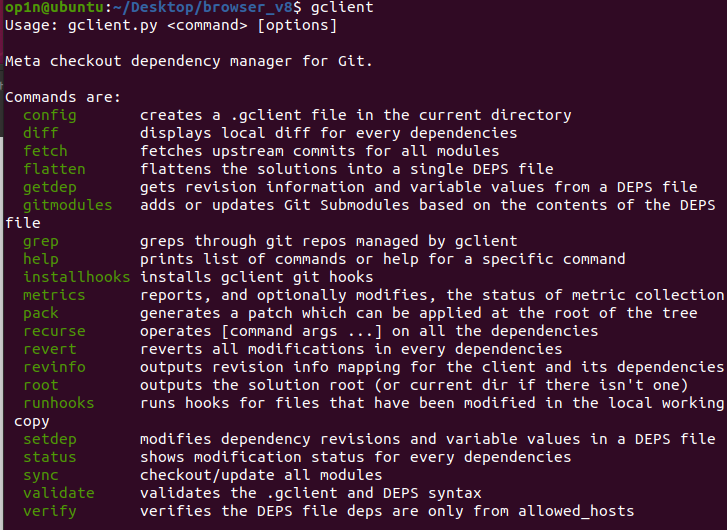 op1n@ubuntu:~/Desktop/browser_v8$ gclient
Usage: gclient.py <command> [options]

Meta checkout dependency manager for Git.

Commands are:
  config       creates a .gclient file in the current directory
  diff         displays local diff for every dependencies
  fetch        fetches upstream commits for all modules
  flatten      flattens the solutions into a single DEPS file
  getdep       gets revision information and variable values from a DEPS file
  gitmodules   adds or updates Git Submodules based on the contents of the DEPS
file
  grep         greps through git repos managed by gclient
  help         prints list of commands or help for a specific command
  installhooks installs gclient git hooks
  metrics      reports, and optionally modifies, the status of metric collection
  pack         generates a patch which can be applied at the root of the tree
  recurse      operates [command args ...] on all the dependencies
  revert       reverts all modifications in every dependencies
  revinfo      outputs revision info mapping for the client and its dependencies
  root         outputs the solution root (or current dir if there isn't one)
  runhooks     runs hooks for files that have been modified in the local working
 copy
  setdep       modifies dependency revisions and variable values in a DEPS file
  status       shows modification status for every dependencies
  sync         checkout/update all modules
  validate     validates the .gclient and DEPS syntax
  verify       verifies the DEPS file deps are only from allowed_hosts